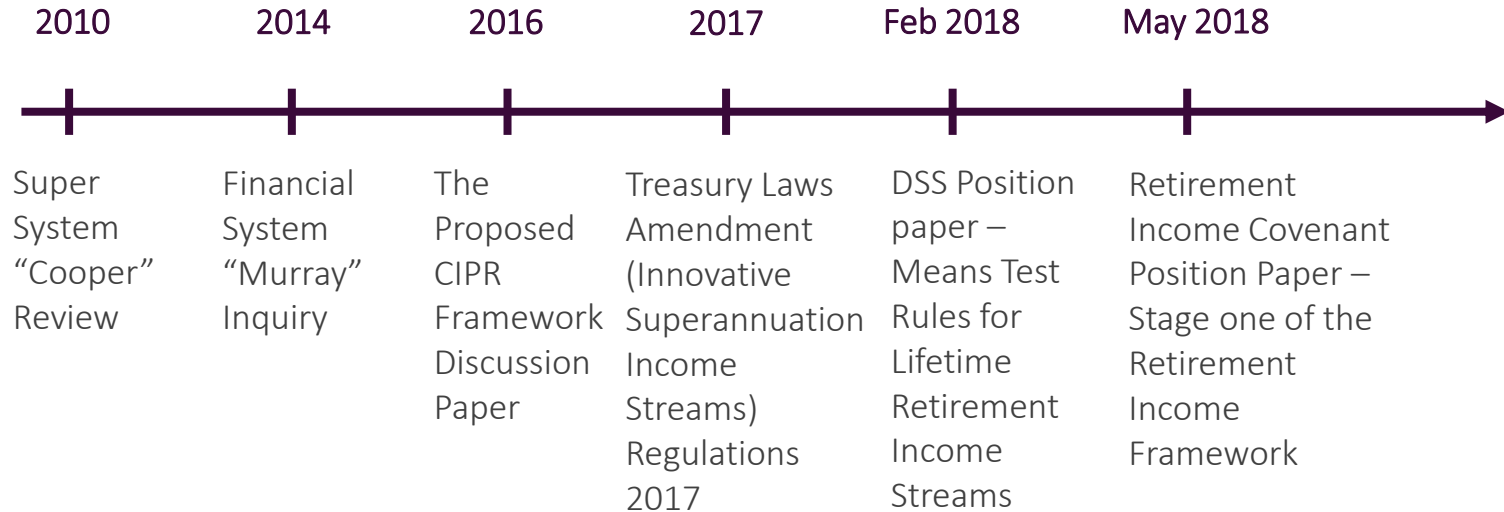 2010
2014
2016
2017
Feb 2018
May 2018
Super
System
“Cooper”
Review
Financial
System
“Murray”
Inquiry
The
Proposed
CIPR
Framework
Discussion
Paper
Treasury Laws
Amendment
(Innovative
Superannuation
Income
Streams)
Regulations
2017
DSS Position
paper –
Means Test
Rules for
Lifetime
Retirement
Income
Streams
Retirement
Income Covenant
Position Paper –
Stage one of the
Retirement
Income
Framework